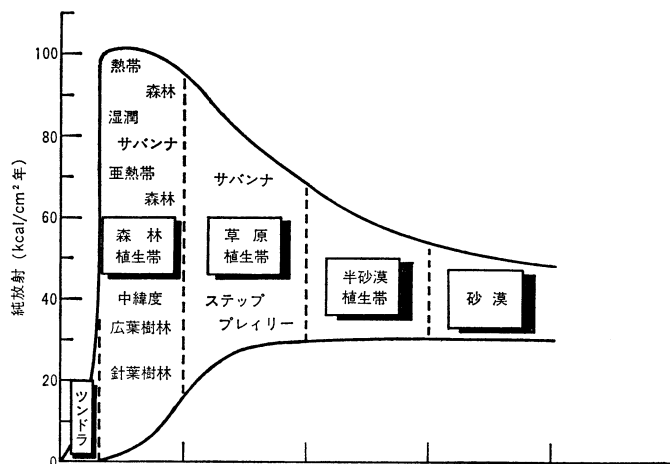 純放射 (kcal/cm²年)
100
80
60
40
20
0
熱帯
森林
湿潤
サバンナ
亜熱帯
森林
森林
植生帯
中緯度
広葉樹林
針葉樹林
ツンドラ
サバンナ
草原
植生帯
ステップ
プレイリー
半砂漠
植生帯
砂漠